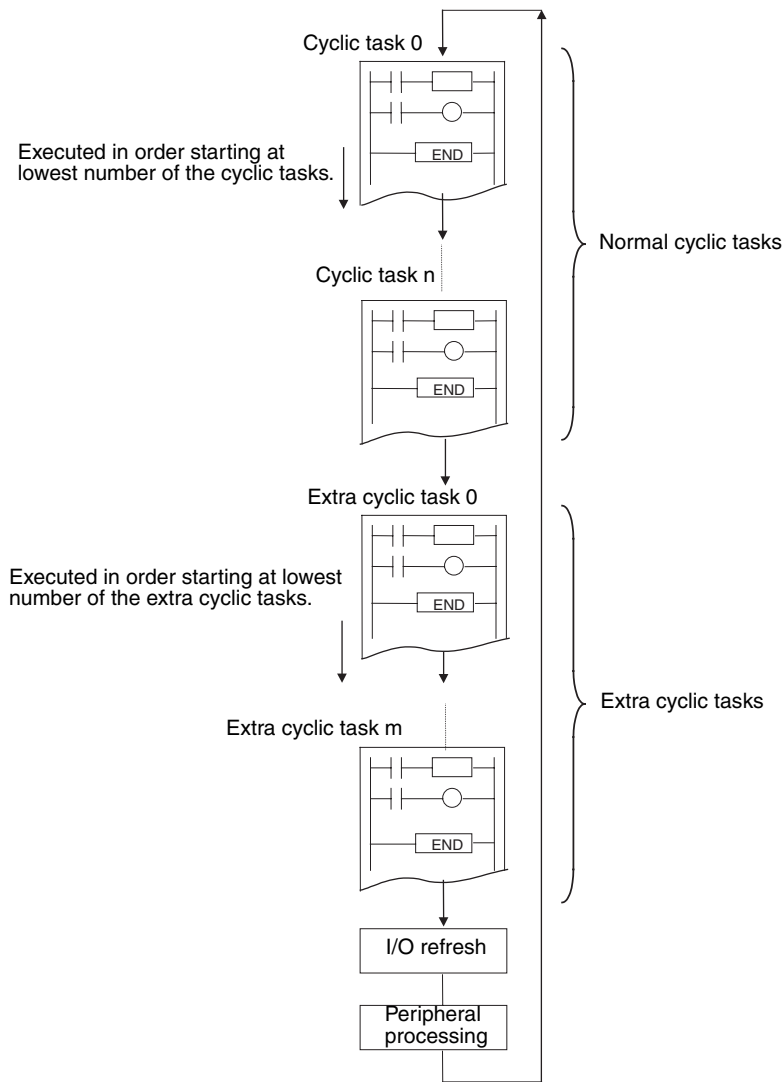 Cyclic task 0
END
Executed in order starting at
lowest number of the cyclic tasks.
Normal cyclic tasks
Cyclic task n
END
Extra cyclic task 0
END
Executed in order starting at lowest
number of the extra cyclic tasks.
Extra cyclic tasks
Extra cyclic task m
END
I/O refresh
Peripheral
processing